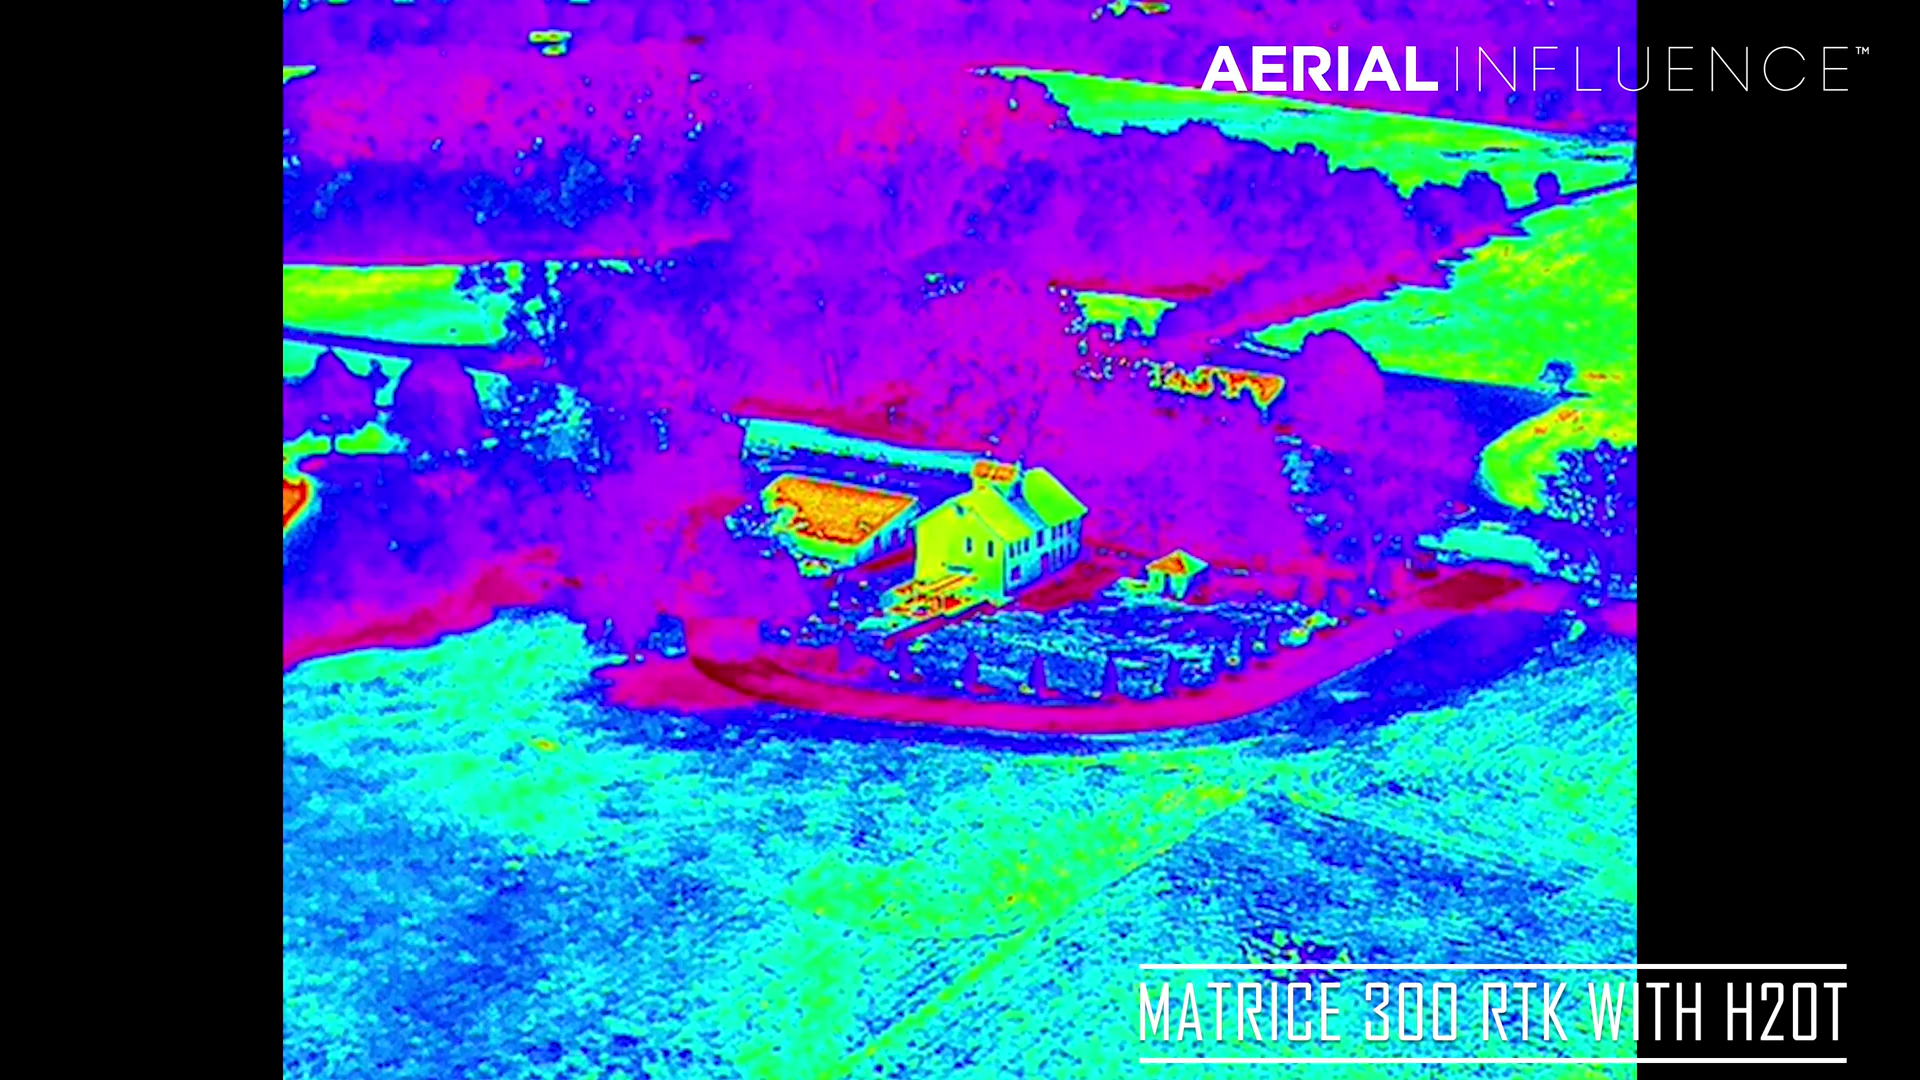 AERIAL INFLUENCE™
MATRICE 300 RTK WITH H20T